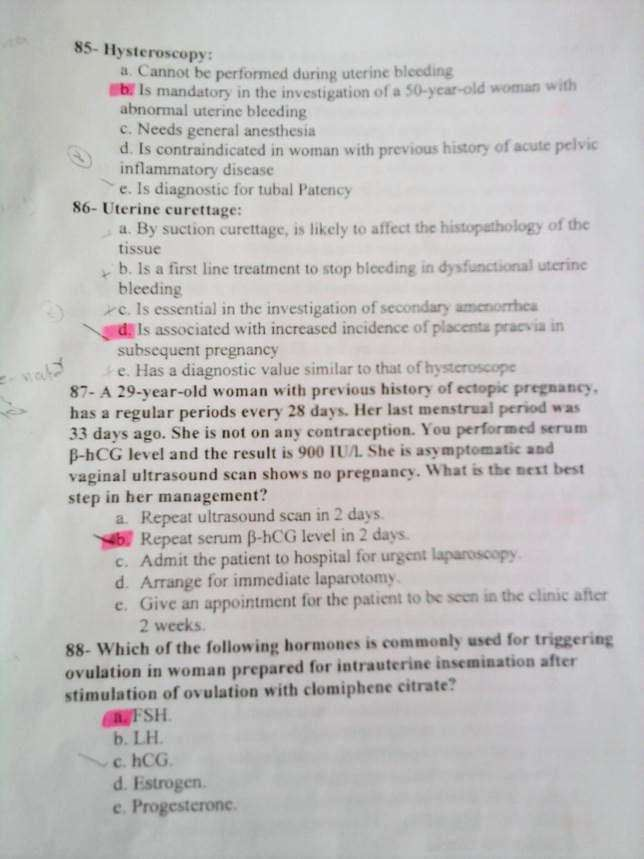 85- Hysteroscopy:
a. Cannot be performed during uterine bleeding
b. Is mandatory in the investigation of a 50-year-old woman with
abnormal uterine bleeding
c. Needs general anesthesia
d. Is contraindicated in woman with previous history of acute pelvic
inflammatory disease
e. Is diagnostic for tubal Patency
86- Uterine curettage:
a. By suction curettage, is likely to affect the histopathology of the
tissue
b. Is a first line treatment to stop bleeding in dysfunctional uterine
bleeding
c. Is essential in the investigation of secondary amenorrhea
d. Is associated with increased incidence of placenta praevia in
subsequent pregnancy
e. Has a diagnostic value similar to that of hysteroscope
87- A 29-year-old woman with previous history of ectopic pregnancy,
has a regular periods every 28 days. Her last menstrual period was
33 days ago. She is not on any contraception. You performed serum
β-hCG level and the result is 900 IU/l. She is asymptomatic and
vaginal ultrasound scan shows no pregnancy. What is the next best
step in her management?
a. Repeat ultrasound scan in 2 days.
b. Repeat serum β-hCG level in 2 days.
c. Admit the patient to hospital for urgent laparoscopy.
d. Arrange for immediate laparotomy.
e. Give an appointment for the patient to be seen in the clinic after
2 weeks.
88- Which of the following hormones is commonly used for triggering
ovulation in woman prepared for intrauterine insemination after
stimulation of ovulation with clomiphene citrate?
a. FSH.
b. LH.
c. hCG.
d. Estrogen.
e. Progesterone.